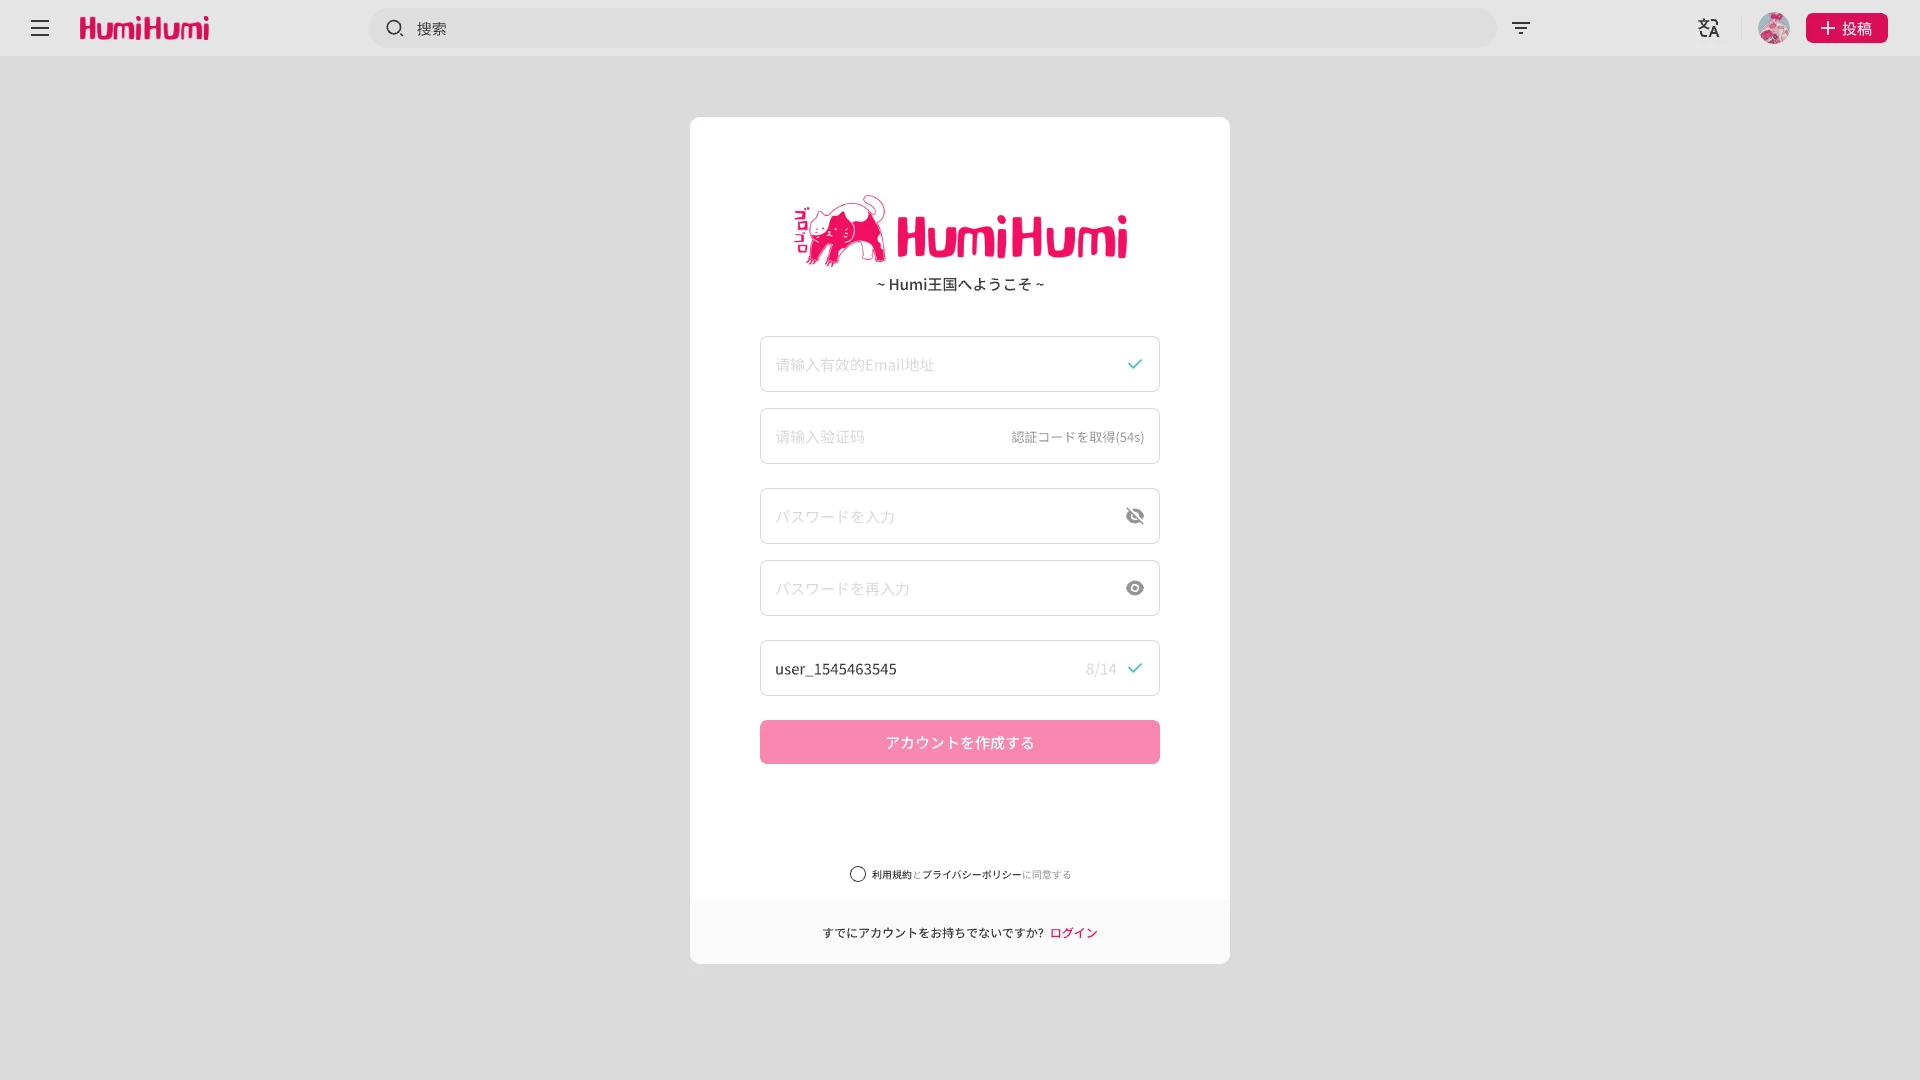 HumiHumi
搜索
投稿
ゴロゴロ
HumiHumi
~ Humi王国へようこそ ~
请输入有效的Email地址
请输入验证码 認証コードを取得(54s)
パスワードを入力
パスワードを再入力
user_1545463545 8/14
アカウントを作成する
利用規約とプライバシーポリシーに同意する
すでにアカウントをお持ちでないですか? ログイン